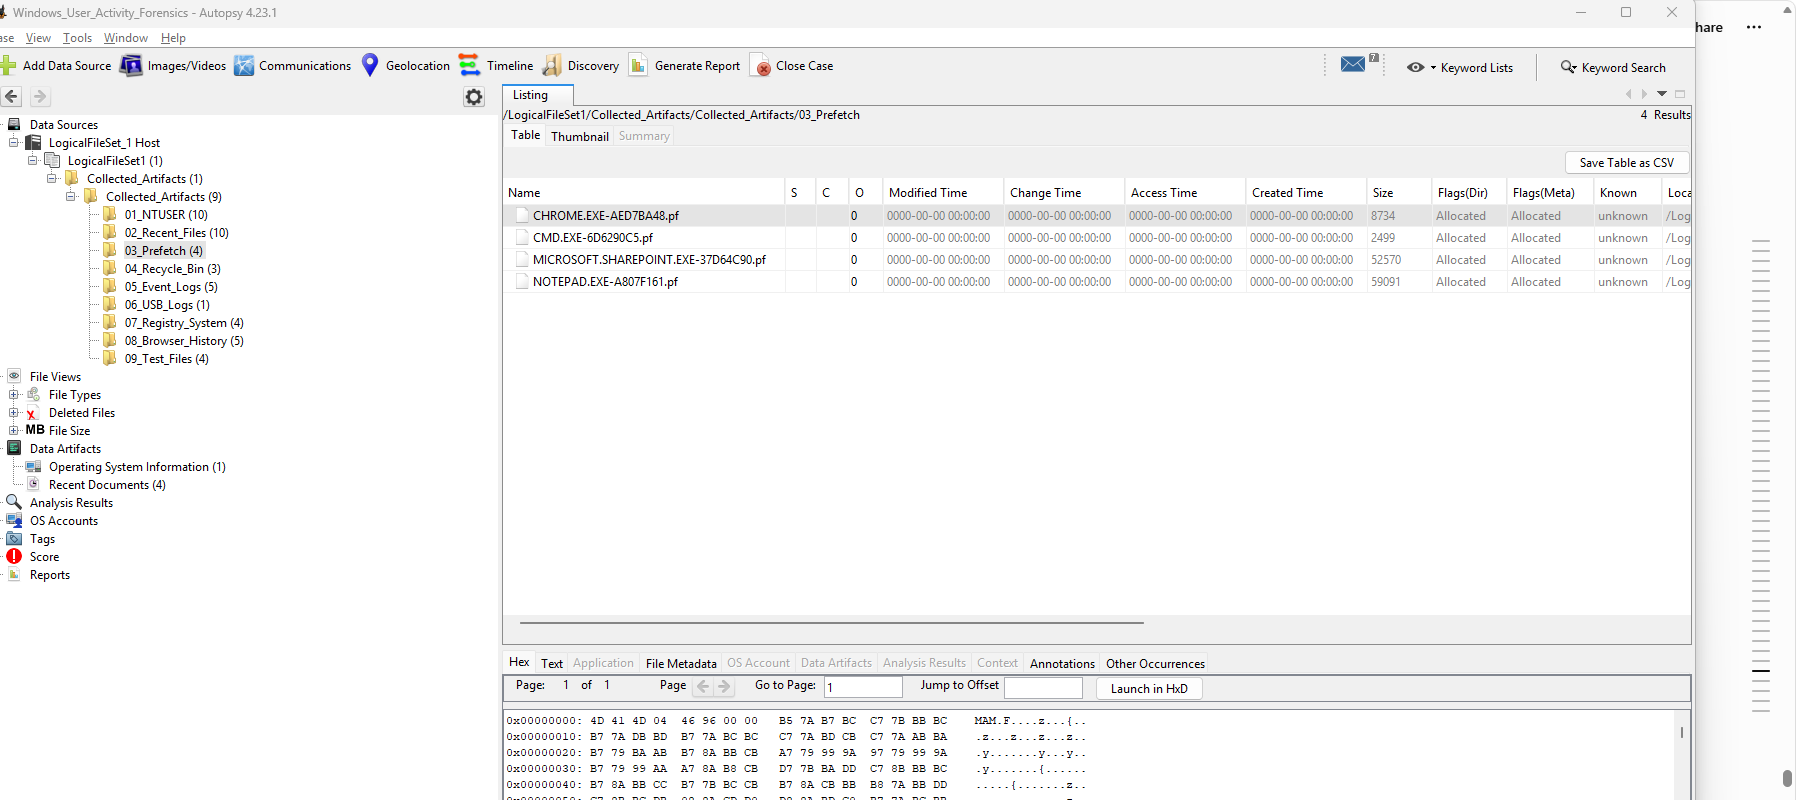 Windows_User_Activity_Forensics - Autopsy 4.23.1
ase View Tools Window Help
hare
Add Data Source Images/Videos Communications Geolocation Timeline Discovery Generate Report Close Case 7 Keyword Lists Keyword Search
Data Sources
LogicalFileSet_1 Host
LogicalFileSet1 (1)
Collected_Artifacts (1)
Collected_Artifacts (9)
01_NTUSER (10)
02_Recent_Files (10)
03_Prefetch (4)
04_Recycle_Bin (3)
05_Event_Logs (5)
06_USB_Logs (1)
07_Registry_System (4)
08_Browser_History (5)
09_Test_Files (4)
File Views
File Types
Deleted Files
MB File Size
Data Artifacts
Operating System Information (1)
Recent Documents (4)
Analysis Results
OS Accounts
Tags
Score
Reports
Listing
/LogicalFileSet1/Collected_Artifacts/Collected_Artifacts/03_Prefetch 4 Results
Table Thumbnail Summary
Save Table as CSV
Name S C O Modified Time Change Time Access Time Created Time Size Flags(Dir) Flags(Meta) Known Loca
CHROME.EXE-AED7BA48.pf 0 0000-00-00 00:00:00 0000-00-00 00:00:00 0000-00-00 00:00:00 0000-00-00 00:00:00 8734 Allocated Allocated unknown /Log
CMD.EXE-6D6290C5.pf 0 0000-00-00 00:00:00 0000-00-00 00:00:00 0000-00-00 00:00:00 0000-00-00 00:00:00 2499 Allocated Allocated unknown /Log
MICROSOFT.SHAREPOINT.EXE-37D64C90.pf 0 0000-00-00 00:00:00 0000-00-00 00:00:00 0000-00-00 00:00:00 0000-00-00 00:00:00 52570 Allocated Allocated unknown /Log
NOTEPAD.EXE-A807F161.pf 0 0000-00-00 00:00:00 0000-00-00 00:00:00 0000-00-00 00:00:00 0000-00-00 00:00:00 59091 Allocated Allocated unknown /Log
Hex Text Application File Metadata OS Account Data Artifacts Analysis Results Context Annotations Other Occurrences
Page: 1 of 1 Page Go to Page: 1 Jump to Offset Launch in HxD
0x00000000: 4D 41 4D 04 46 96 00 00 B5 7A B7 BC C7 7B BB BC MAM.F....z...{..
0x00000010: B7 7A DB BD B7 7A BC BC C7 7A BD CB C7 7A AB BA .z...z...z...z..
0x00000020: B7 79 BA AB B7 8A BB CB A7 79 99 9A 97 79 99 9A .y.......y...y..
0x00000030: B7 79 99 AA A7 8A B8 CB D7 7B BA DD C7 8B BB BC .y.......{......
0x00000040: B7 8A BB CC B7 7B BC CB B7 8A CB BB B8 7A BB DD .....{.......z..